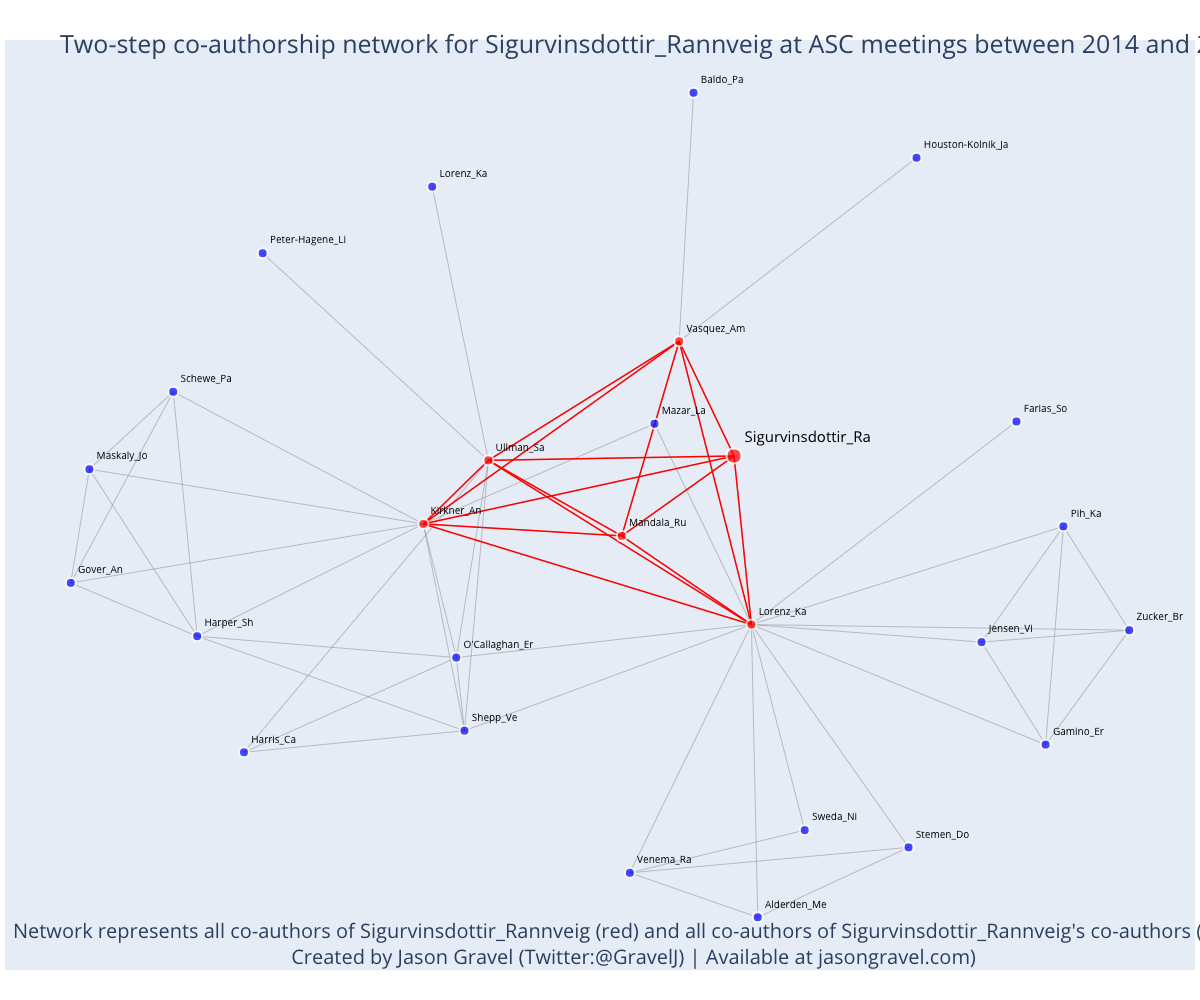 Two-step co-authorship network for Sigurvinsdottir_Rannveig at ASC meetings between 2014 and
Baldo_Pa
Houston-Kolnik_Ja
Lorenz_Ka
Peter-Hagene_Li
Vasquez_Am
Schewe_Pa
Mazar_La
Farias_So
Sigurvinsdottir_Ra
Ullman_Sa
Maskaly_Jo
Kirkner_An
Pih_Ka
Mandala_Ru
Gover_An
Lorenz_Ka
Zucker_Br
Harper_Sh
Jensen_Vi
O'Callaghan_Er
Shepp_Ve
Gamino_Er
Harris_Ca
Sweda_Ni
Stemen_Do
Venema_Ra
Alderden_Me
Network represents all co-authors of Sigurvinsdottir_Rannveig (red) and all co-authors of Sigurvinsdottir_Rannveig's co-authors (
Created by Jason Gravel (Twitter:@GravelJ) | Available at jasongravel.com)